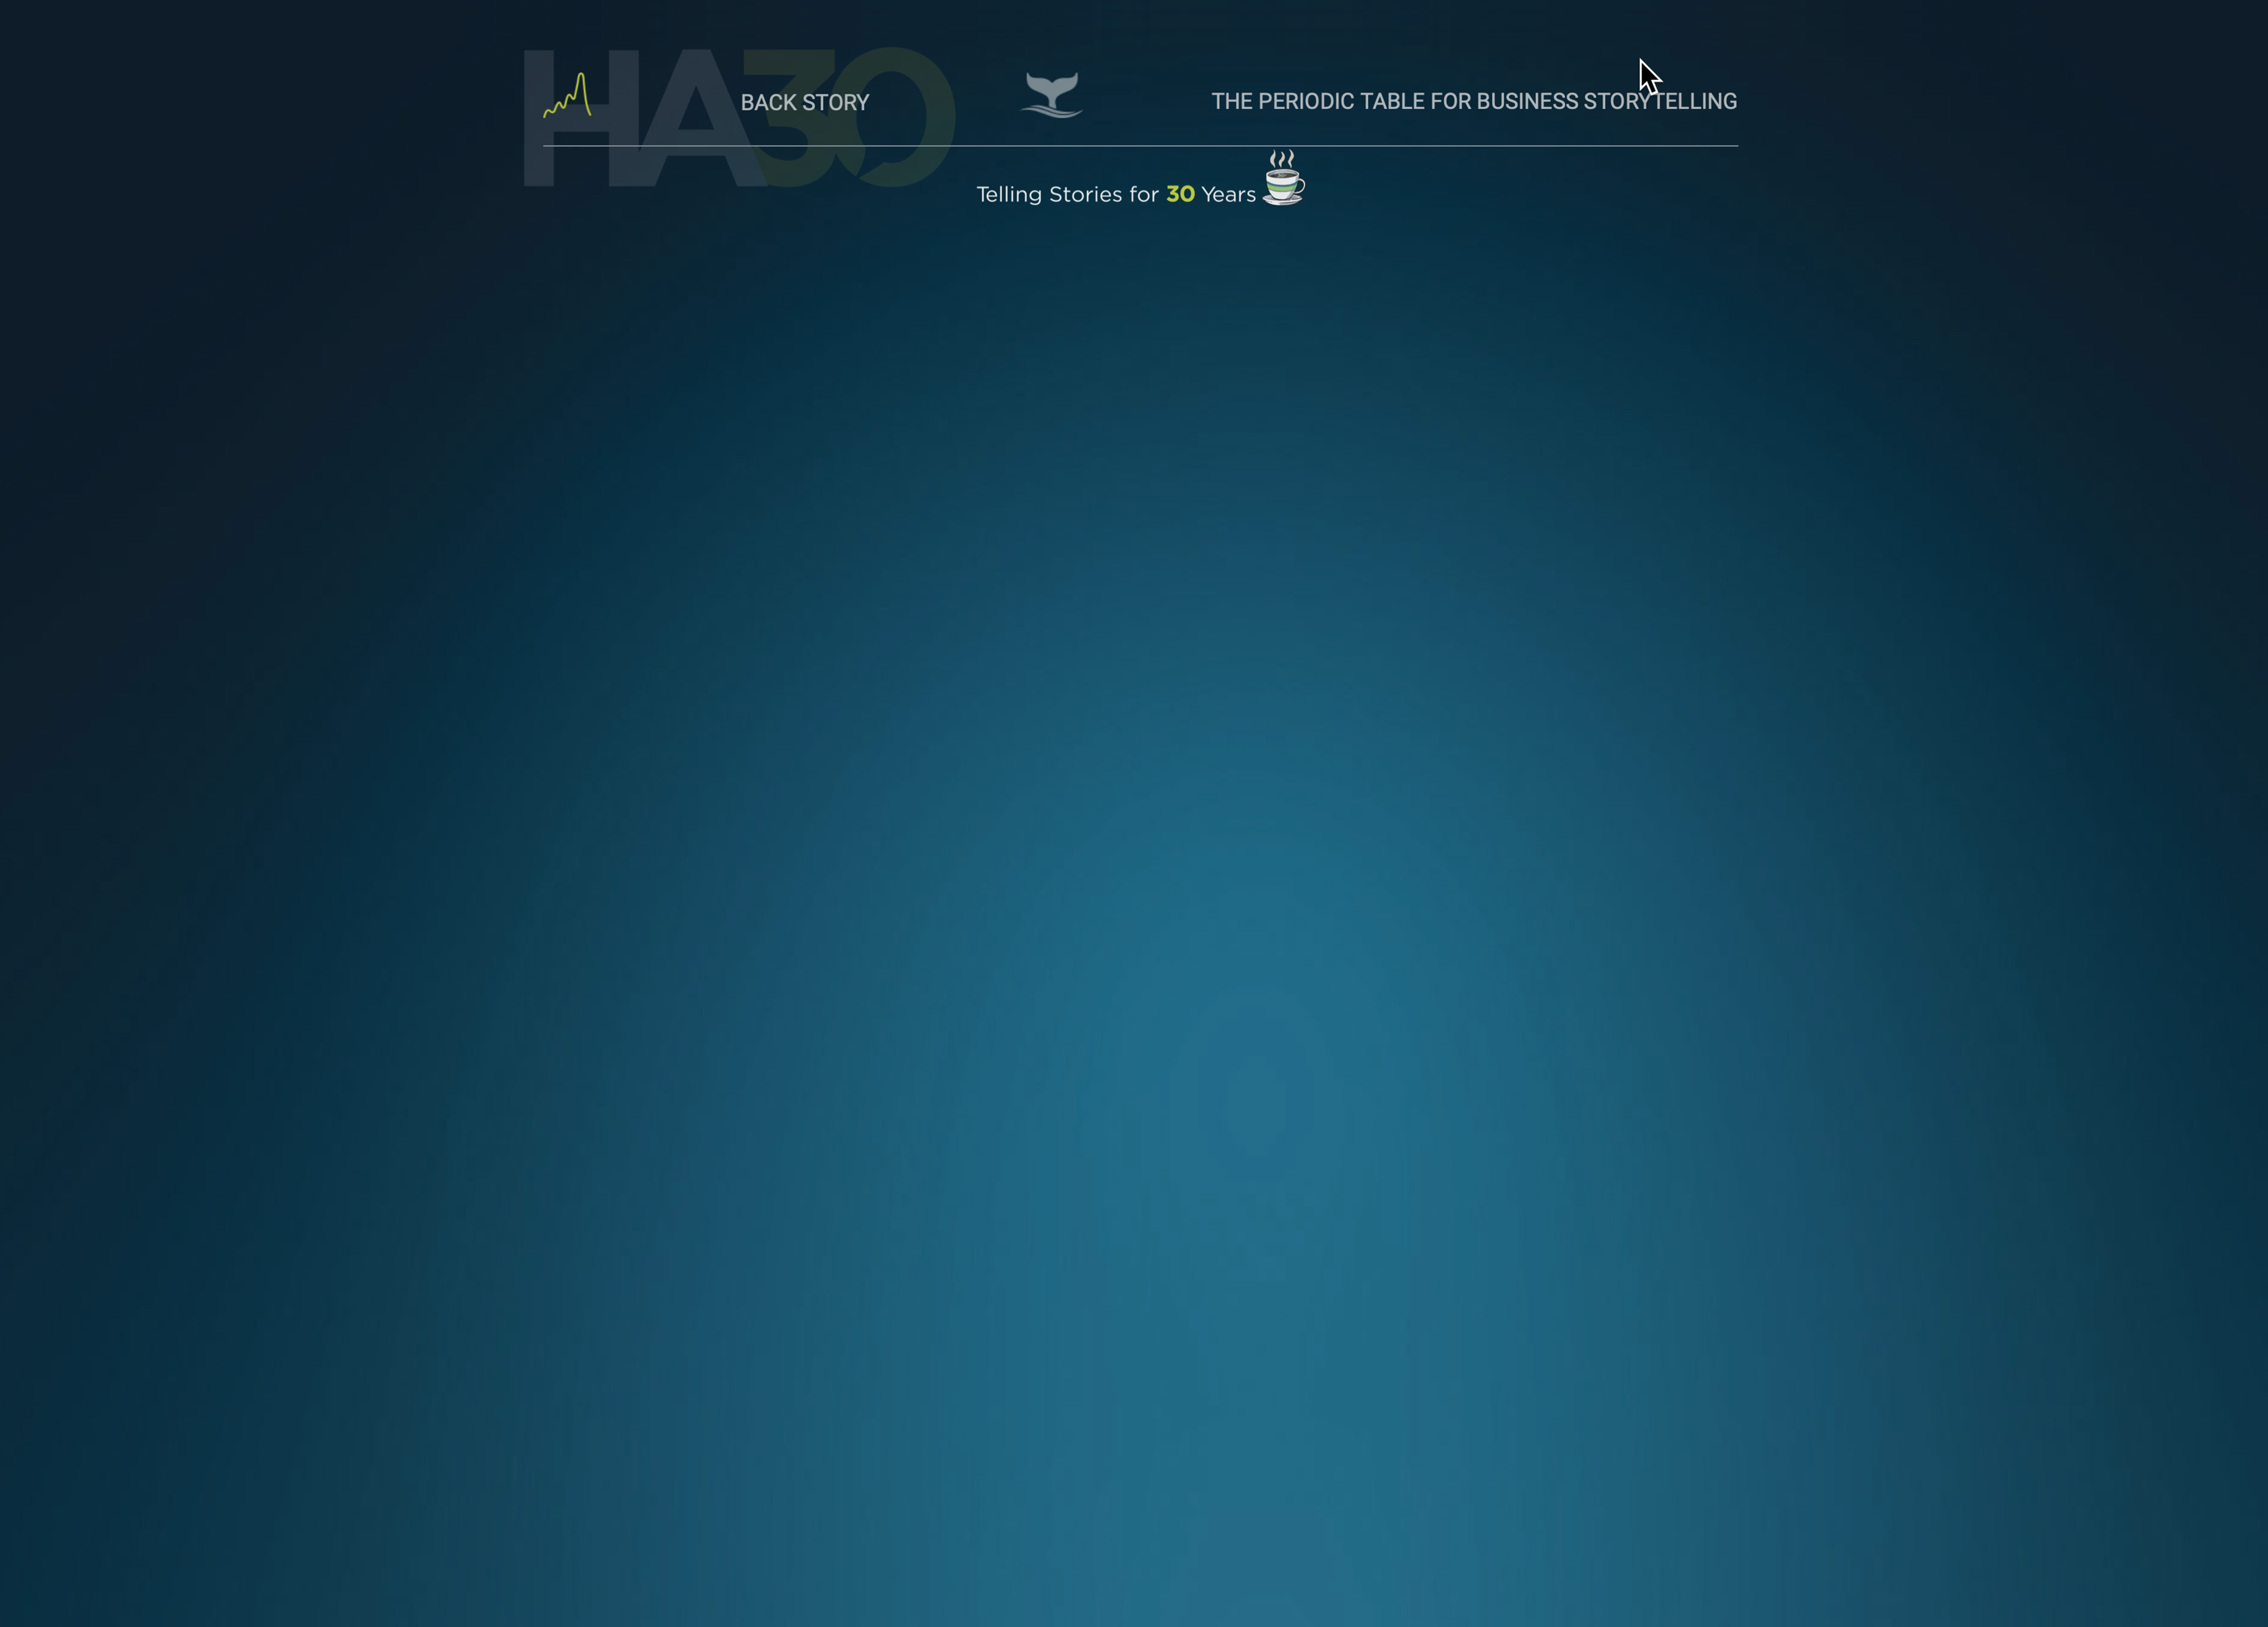 HA30
BACK STORY
THE PERIODIC TABLE FOR BUSINESS STORYTELLING
Telling Stories for 30 Years